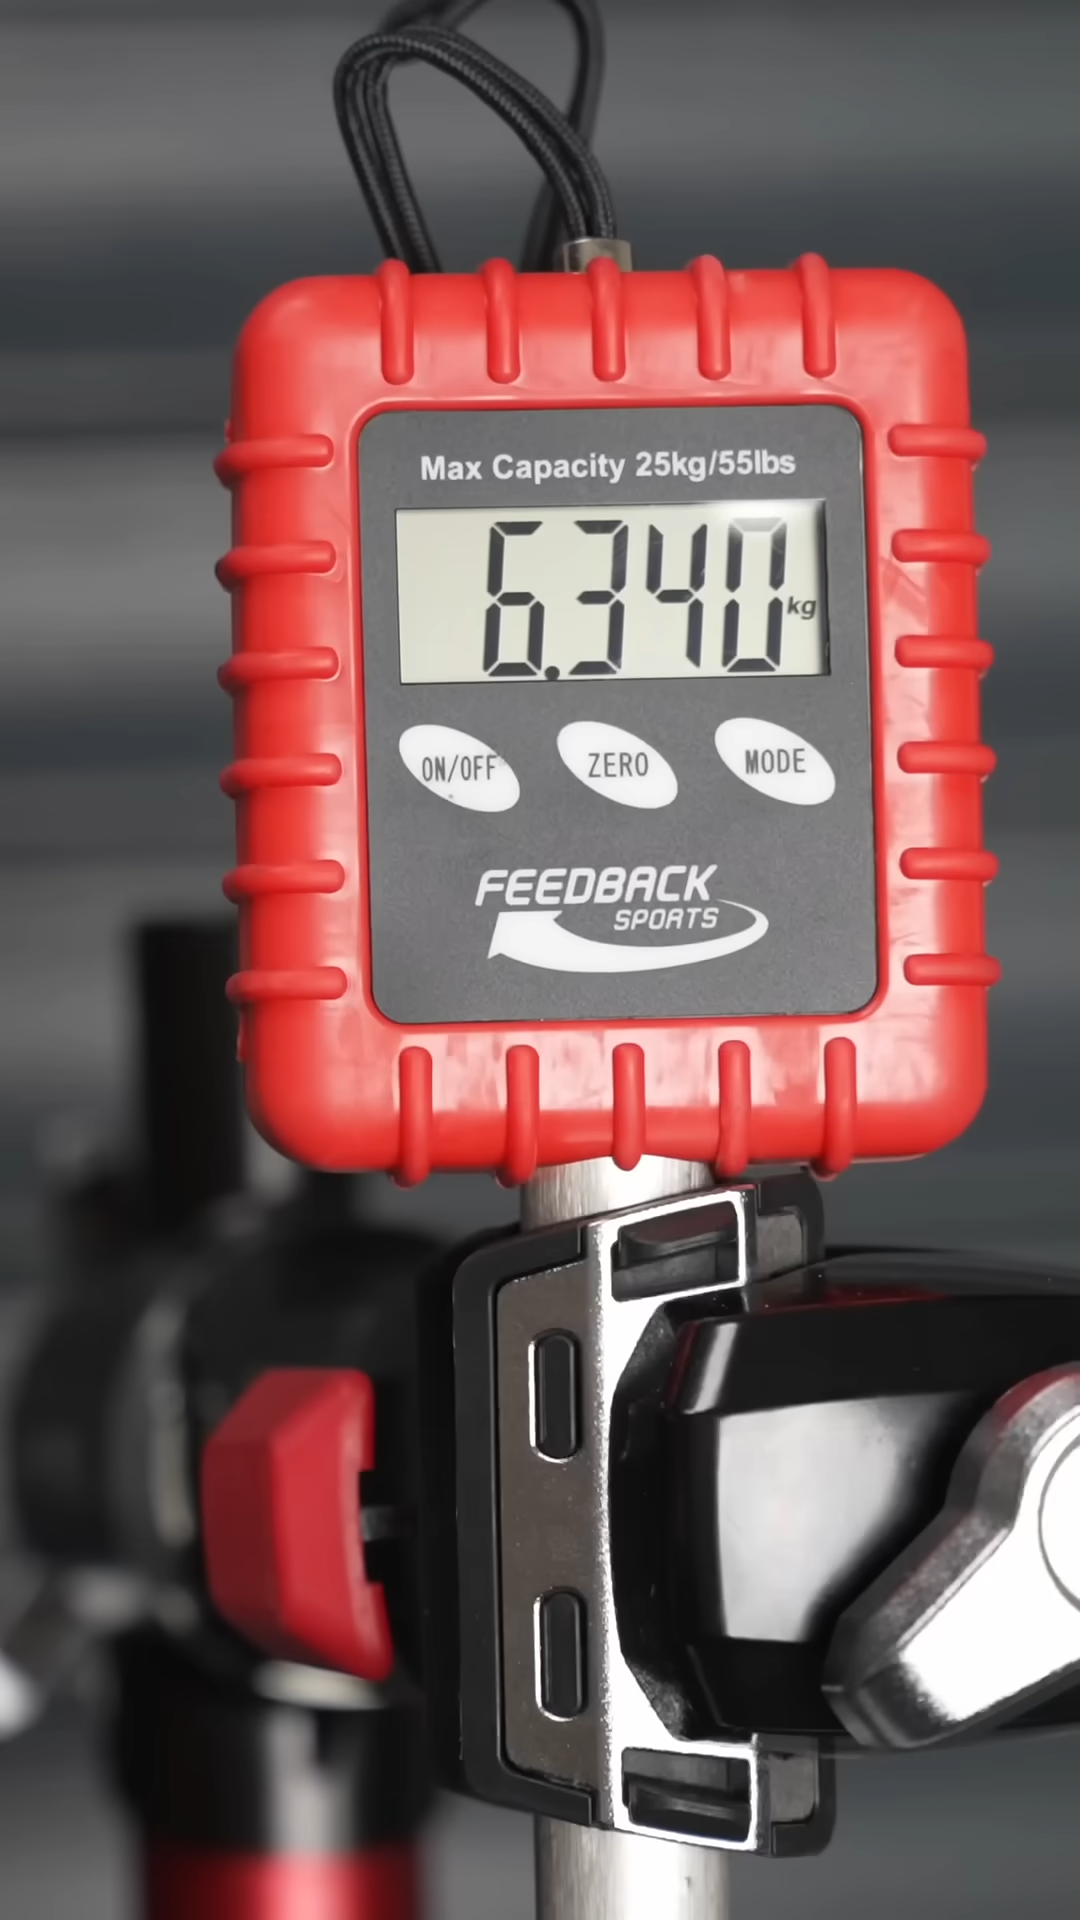 Max Capacity 25kg/55lbs
6.340 kg
ON/OFF ZERO MODE
FEEDBACK
SPORTS